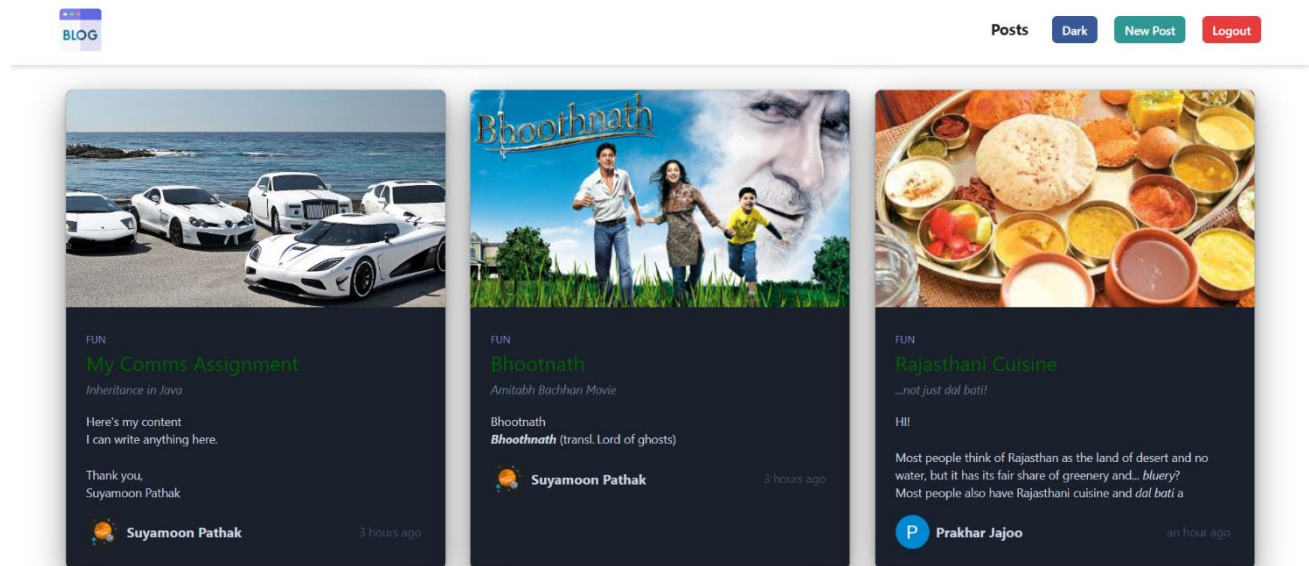 BLOG
Posts
Dark
New Post
Logout
Bhoothnath
FUN
My Comms Assignment
Inheritance in Java
Here's my content
I can write anything here.
Thank you,
Suyamoon Pathak
Suyamoon Pathak
3 hours ago
FUN
Bhootnath
Amitabh Bachhan Movie
Bhootnath
Bhoothnath (transl. Lord of ghosts)
Suyamoon Pathak
3 hours ago
FUN
Rajasthani Cuisine
...not just dal bati!
HI!
Most people think of Rajasthan as the land of desert and no
water, but it has its fair share of greenery and... bluery?
Most people also have Rajasthani cuisine and dal bati a
P
Prakhar Jajoo
an hour ago